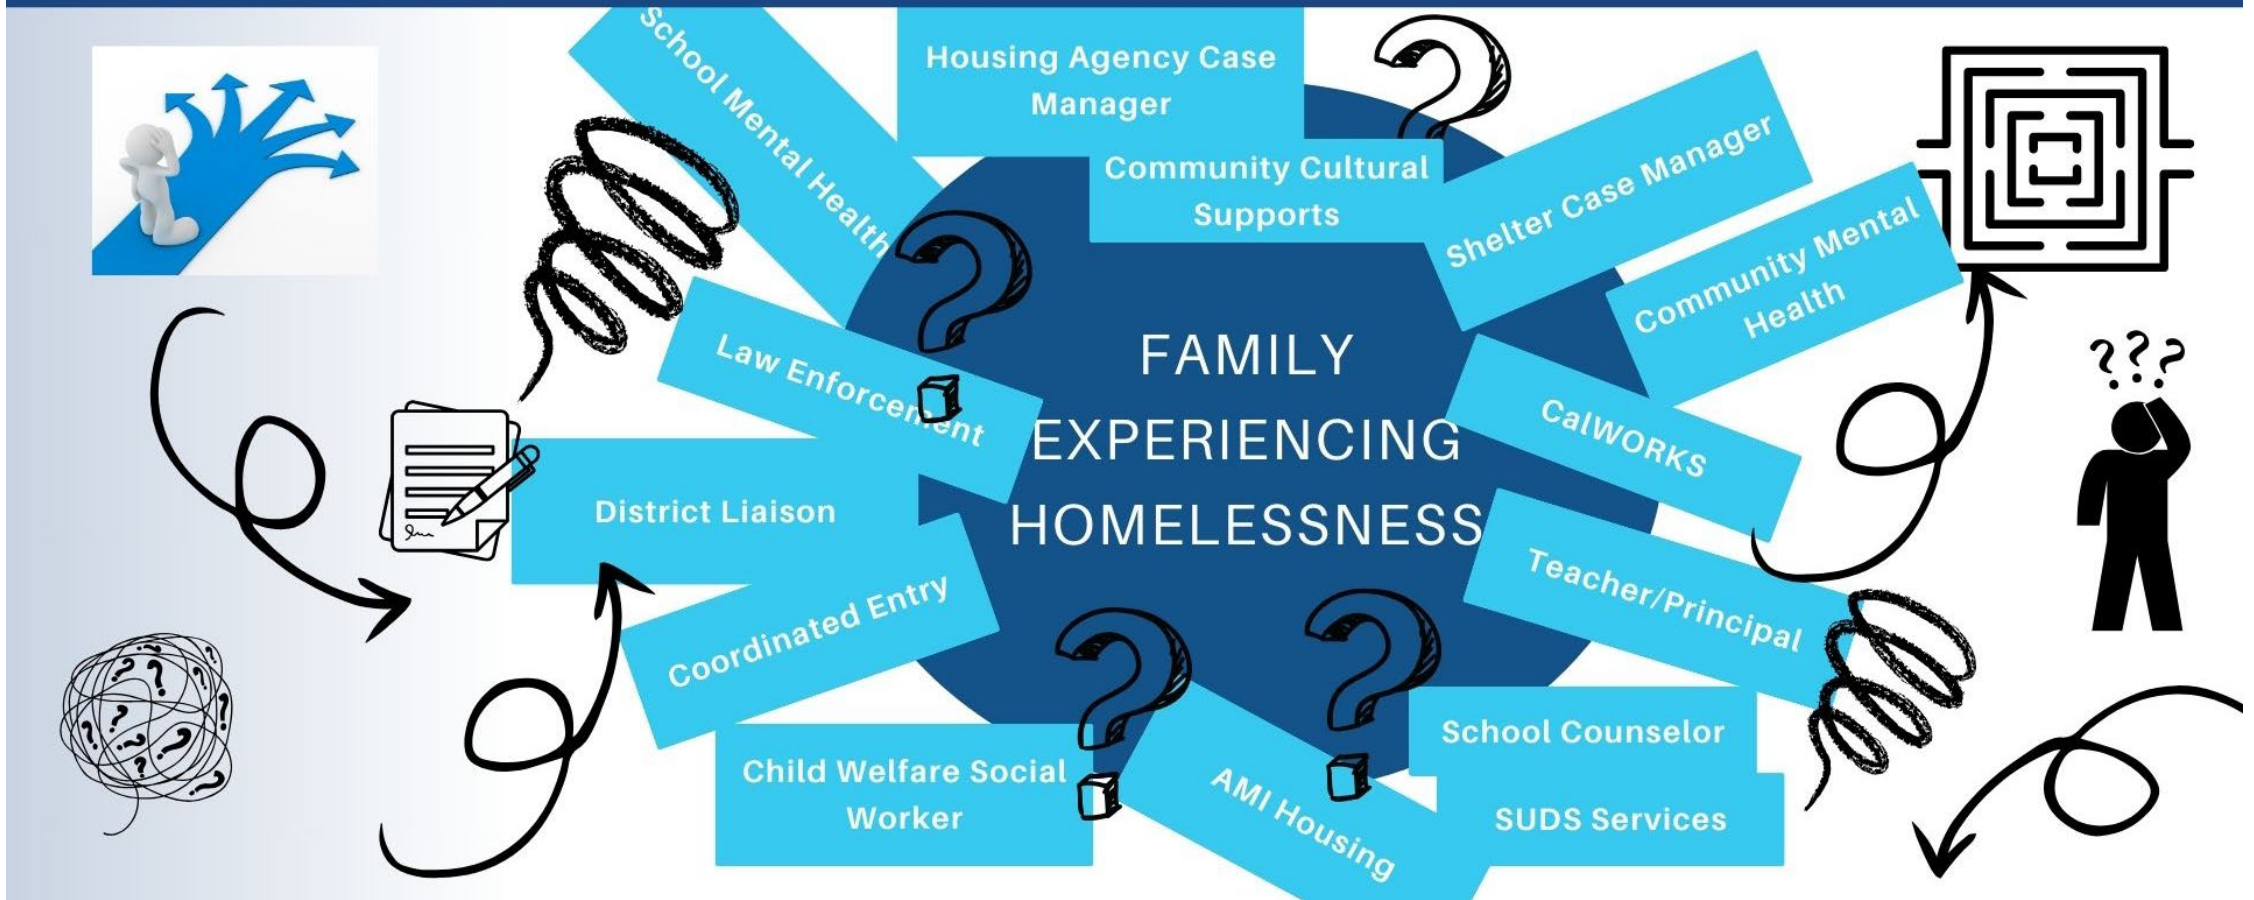 School Mental Health
Housing Agency Case
Manager
Community Cultural
Supports
Shelter Case Manager
Community Mental
Health
Law Enforcement
FAMILY
EXPERIENCING
HOMELESSNESS
CalWORKS
District Liaison
Teacher/Principal
Coordinated Entry
School Counselor
Child Welfare Social
Worker
AMI Housing
SUDS Services
? ? ?